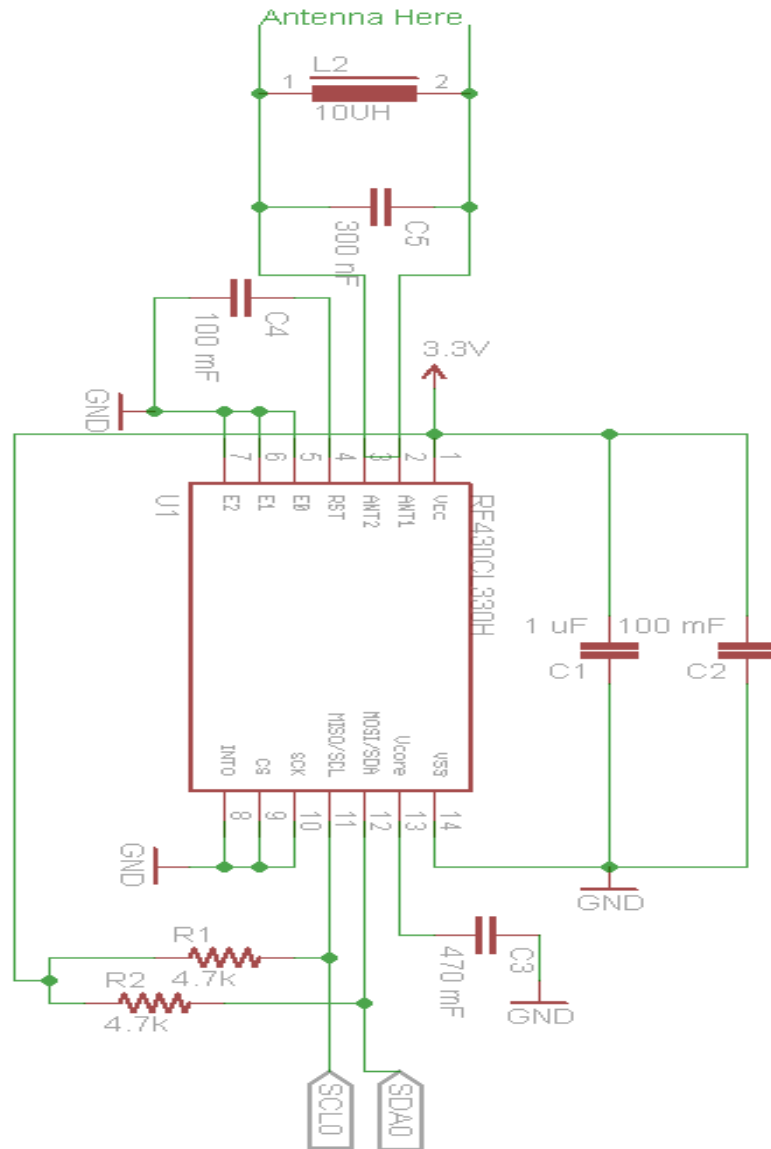 Antenna Here
L2
1 2
10UH
C5
300 nF
C4
100 mF
3.3V
GND
7 6 5 4 3 2 1
U1
E2 E1 E0 RST ANT2 ANT1 Vcc
RF430CL330H
1 uF 100 mF
C1 C2
INTO CS SCK MISO/SCL MOSI/SDA Vcore VSS
8 9 10 11 12 13 14
GND
GND
R1
4.7k
R2
4.7k
C3
470 mF
GND
SCL0 SDA0